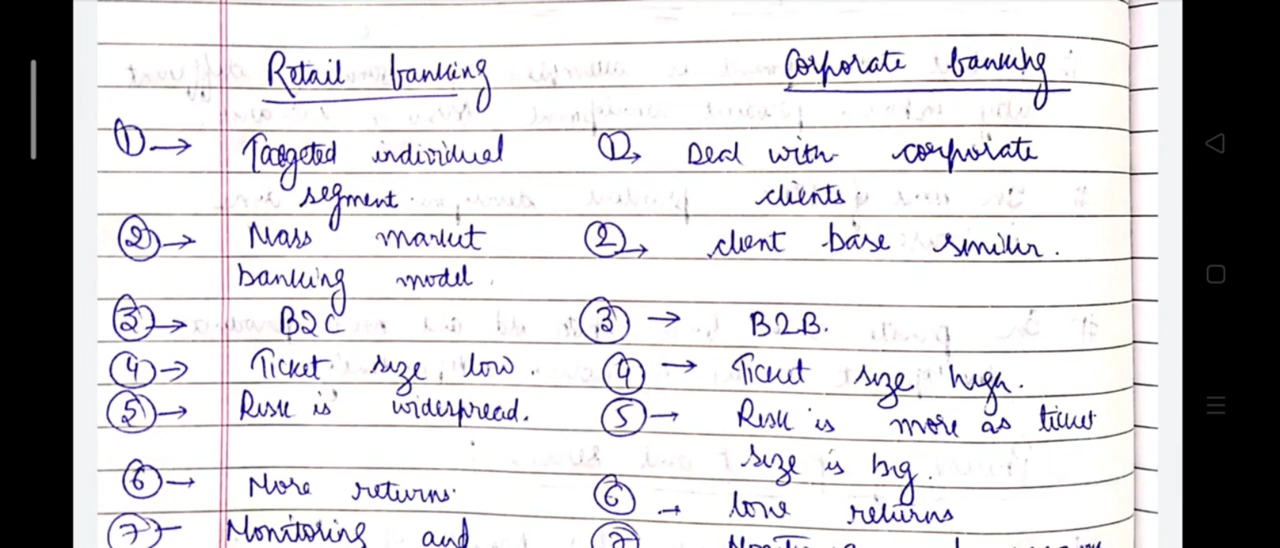 Retail banking    Corporate banking
① → Targeted individual    ① → Deal with corporate
segment    clients
② → Mass market    ② → client base similar.
banking model.
③ → B2C    ③ → B2B.
④ → Ticket size low.    ④ → Ticket size high.
⑤ → Risk is widespread.    ⑤ → Risk is more as ticket
size is big.
⑥ → More returns.    ⑥ → returns
⑦ → Monitoring and    ⑦